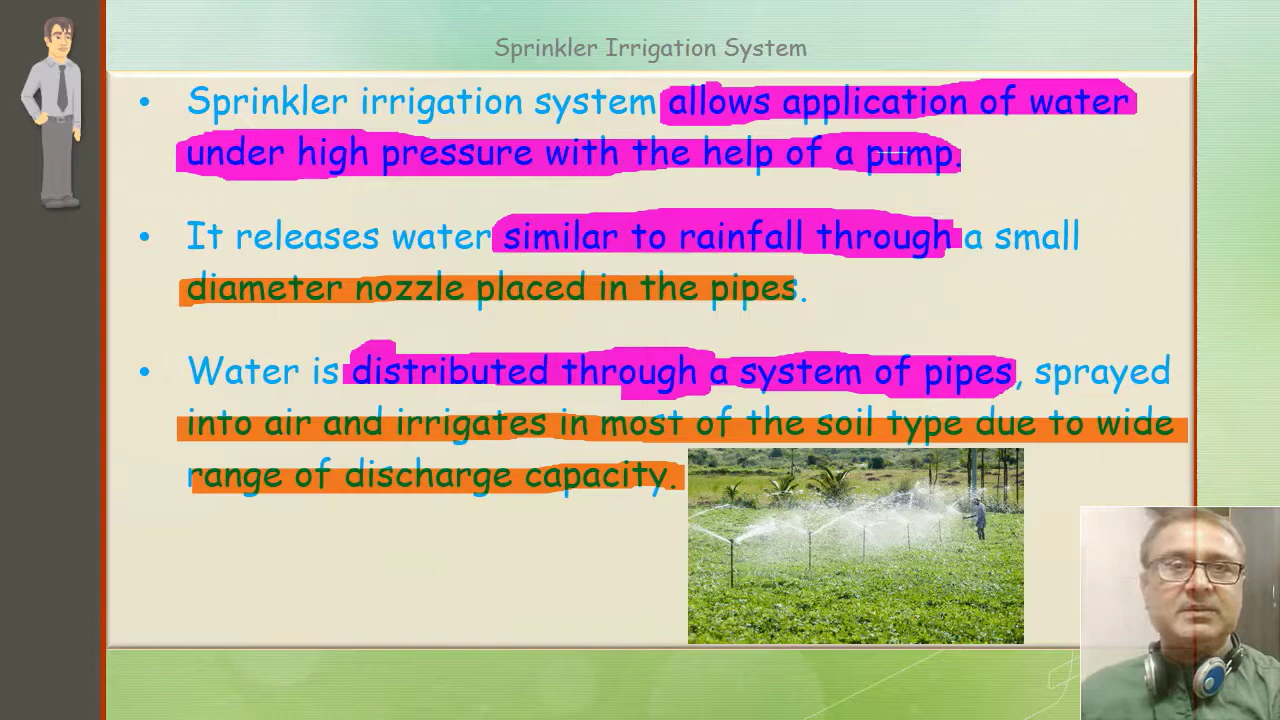 Sprinkler Irrigation System
• Sprinkler irrigation system allows application of water
under high pressure with the help of a pump.
• It releases water similar to rainfall through a small
diameter nozzle placed in the pipes.
• Water is distributed through a system of pipes, sprayed
into air and irrigates in most of the soil type due to wide
range of discharge capacity.